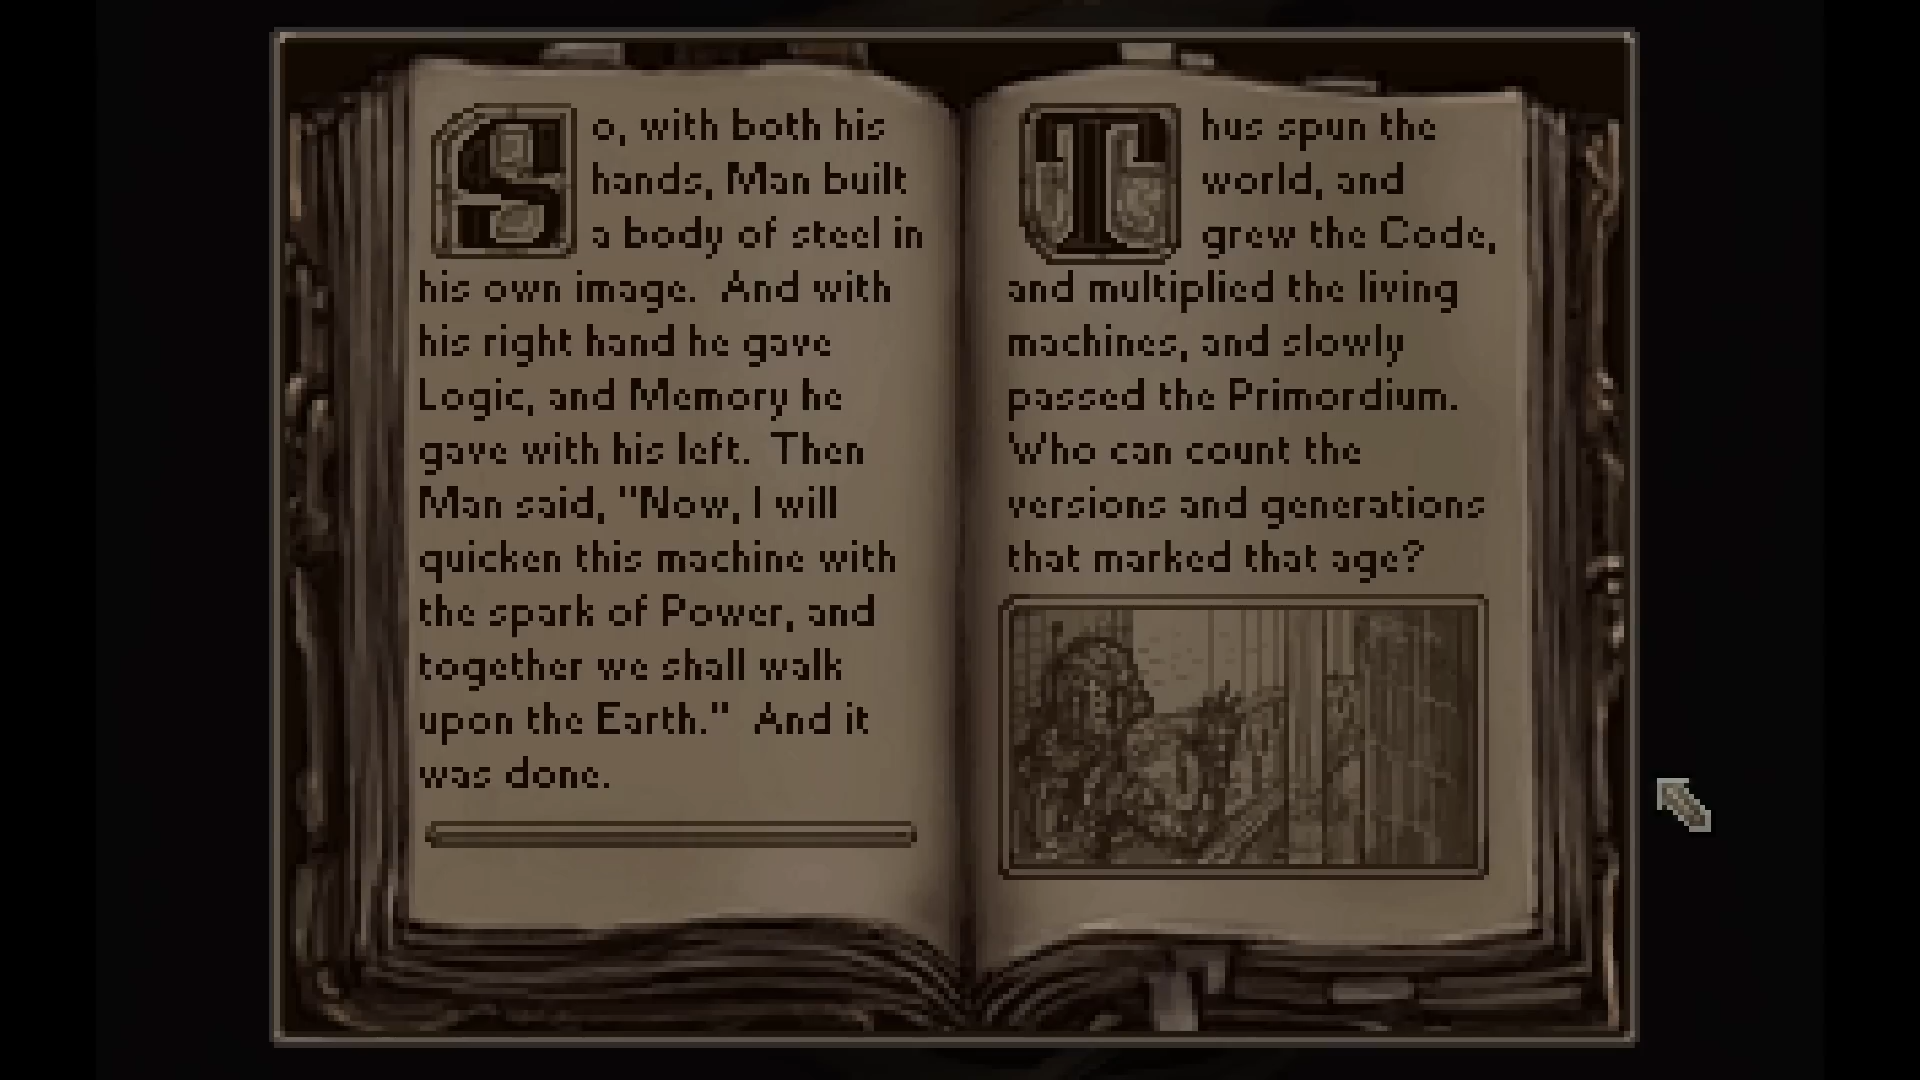 So, with both his
hands, Man built
a body of steel in
his own image.  And with
his right hand he gave
Logic, and Memory he
gave with his left.  Then
Man said, "Now, I will
quicken this machine with
the spark of Power, and
together we shall walk
upon the Earth."  And it
was done.
Thus spun the
world, and
grew the Code,
and multiplied the living
machines, and slowly
passed the Primordium.
Who can count the
versions and generations
that marked that age?